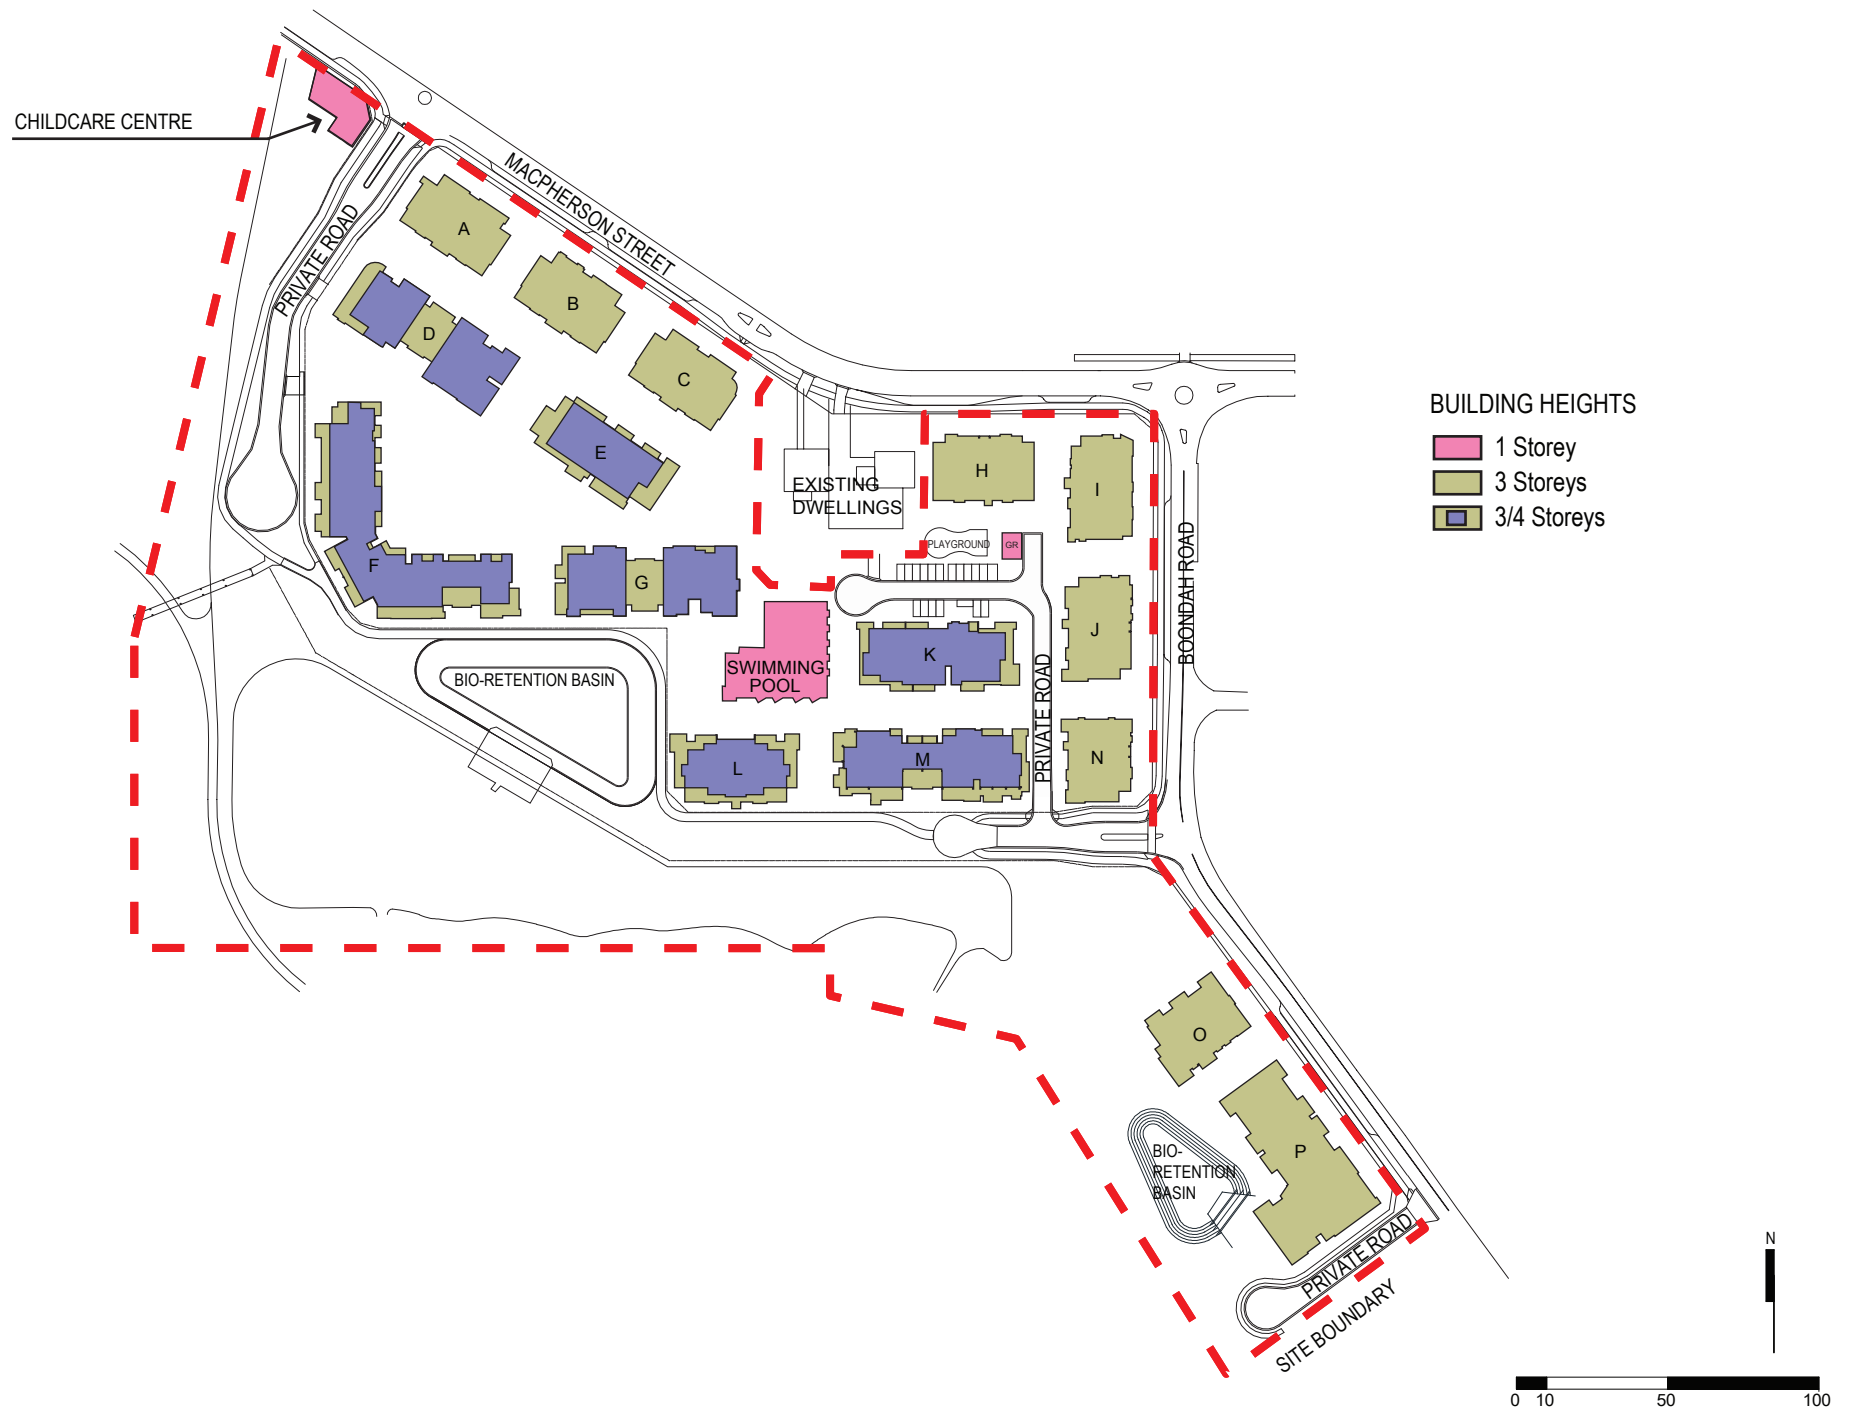 CHILDCARE CENTRE
MACPHERSON STREET
PRIVATE ROAD
A
B
C
D
E
F
G
EXISTING
DWELLINGS
H
I
PLAYGROUND
GR
J
BOONDAH ROAD
K
SWIMMING
POOL
BIO-RETENTION BASIN
PRIVATE ROAD
L
M
N
O
P
BIO-
RETENTION
BASIN
PRIVATE ROAD
SITE BOUNDARY
BUILDING HEIGHTS
1 Storey
3 Storeys
3/4 Storeys
N
0 10 50 100